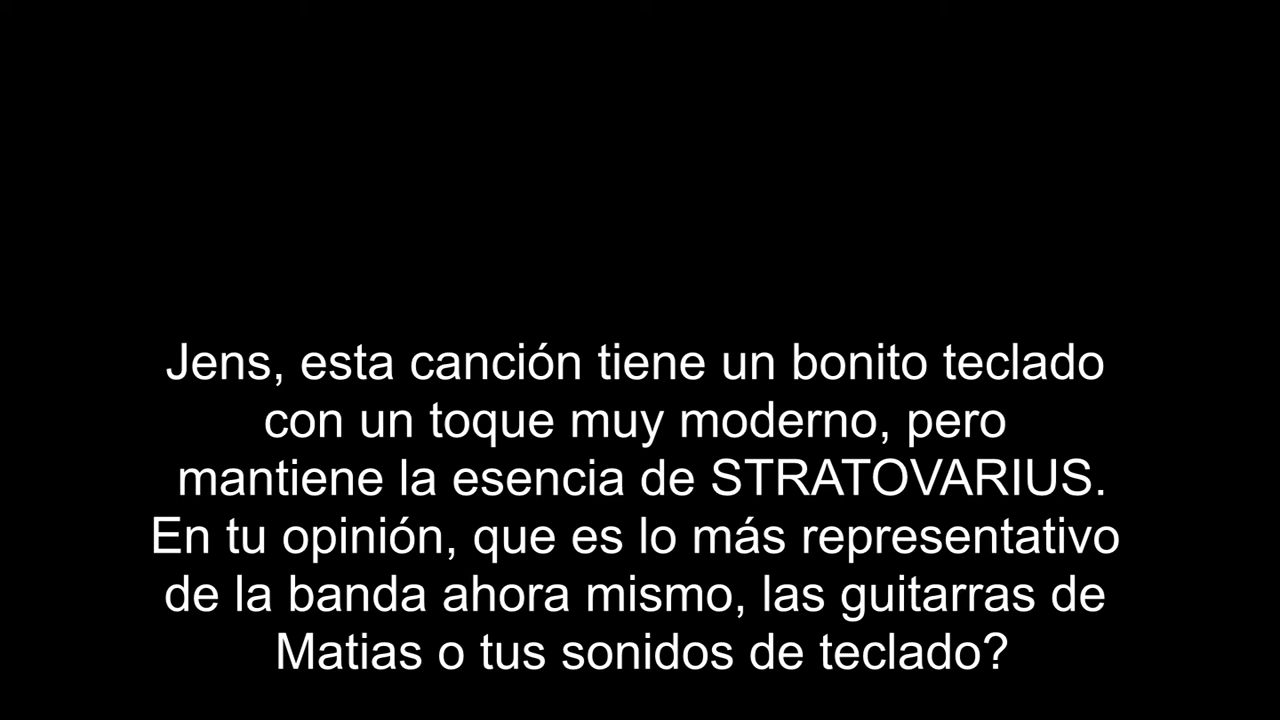 Jens, esta canción tiene un bonito teclado
con un toque muy moderno, pero
mantiene la esencia de STRATOVARIUS.
En tu opinión, que es lo más representativo
de la banda ahora mismo, las guitarras de
Matias o tus sonidos de teclado?